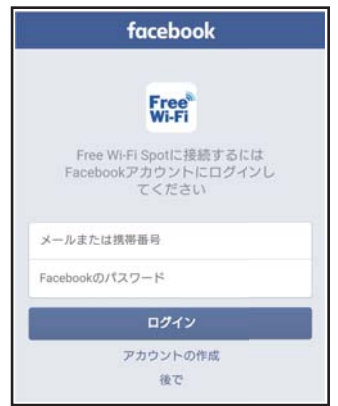 facebook
Free
Wi-Fi
Free Wi-Fi Spotに接続するには
Facebookアカウントにログインし
てください
メールまたは携帯番号
Facebookのパスワード
ログイン
アカウントの作成
後で